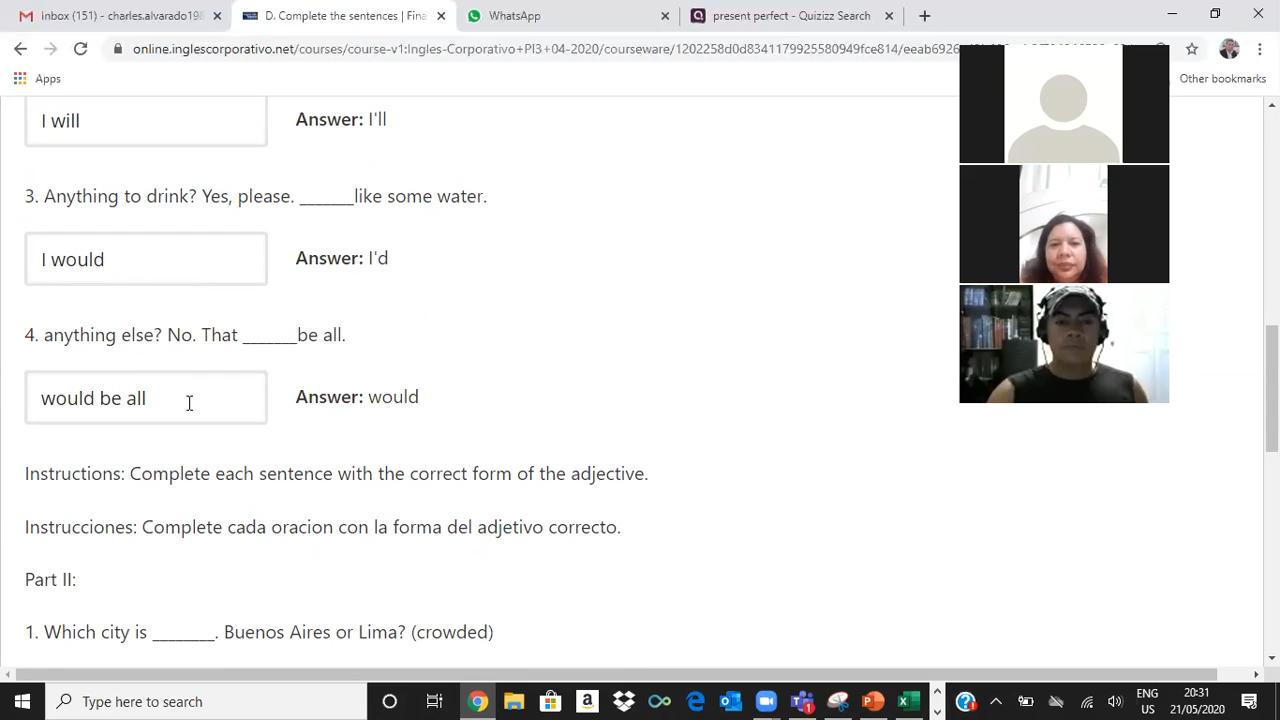 Inbox (151) - charles.alvarado198
D. Complete the sentences | Fina
WhatsApp
present perfect - Quizizz Search
online.inglescorporativo.net/courses/course-v1:Ingles-Corporativo+PI3+04-2020/courseware/1202258d0d8341179925580949fce814/eeab6926
Apps
Other bookmarks
I will
Answer: I'll
3. Anything to drink? Yes, please. _______like some water.
I would
Answer: I'd
4. anything else? No. That _______be all.
would be all
Answer: would
Instructions: Complete each sentence with the correct form of the adjective.
Instrucciones: Complete cada oracion con la forma del adjetivo correcto.
Part II:
1. Which city is ________. Buenos Aires or Lima? (crowded)
Type here to search
ENG
US
20:31
21/05/2020